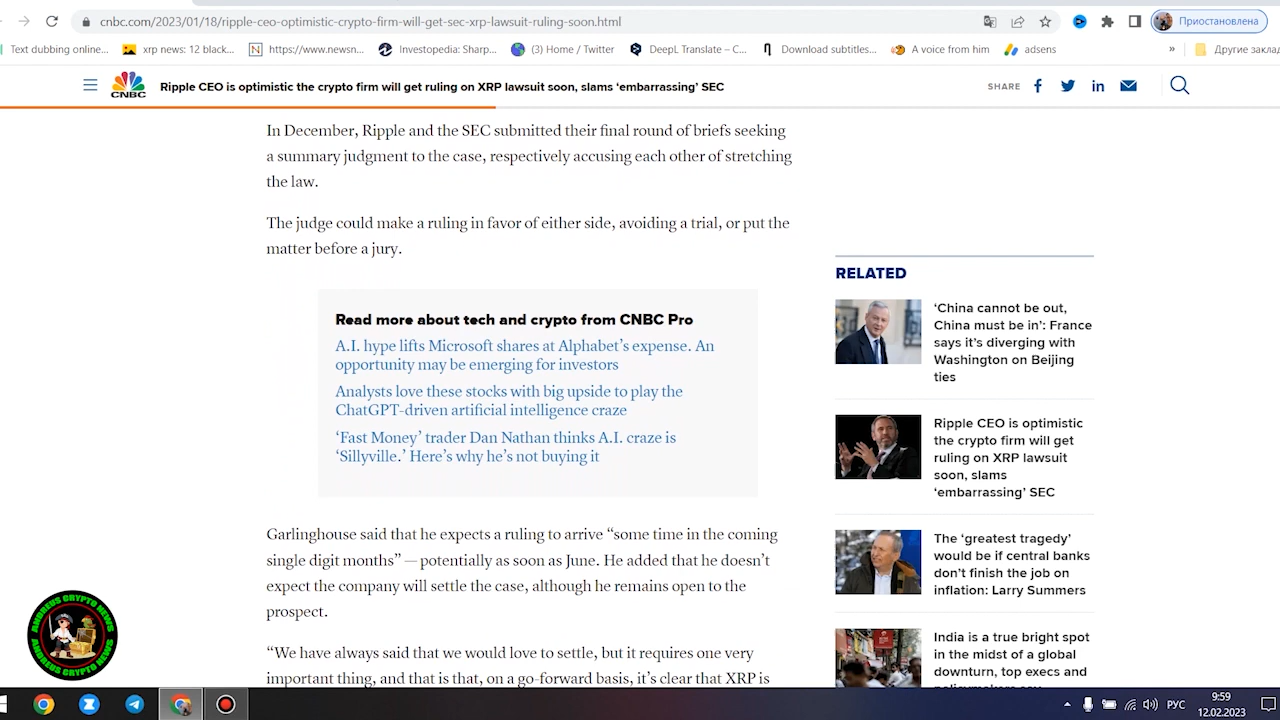 cnbc.com/2023/01/18/ripple-ceo-optimistic-crypto-firm-will-get-sec-xrp-lawsuit-ruling-soon.html
Приостановлена
Text dubbing online...
xrp news: 12 black...
https://www.newsn...
Investopedia: Sharp...
(3) Home / Twitter
DeepL Translate – C...
Download subtitles...
A voice from him
adsens
»
Другие закла
CNBC
Ripple CEO is optimistic the crypto firm will get ruling on XRP lawsuit soon, slams ‘embarrassing’ SEC
SHARE
In December, Ripple and the SEC submitted their final round of briefs seeking
a summary judgment to the case, respectively accusing each other of stretching
the law.
The judge could make a ruling in favor of either side, avoiding a trial, or put the
matter before a jury.
Read more about tech and crypto from CNBC Pro
A.I. hype lifts Microsoft shares at Alphabet’s expense. An
opportunity may be emerging for investors
Analysts love these stocks with big upside to play the
ChatGPT-driven artificial intelligence craze
‘Fast Money’ trader Dan Nathan thinks A.I. craze is
‘Sillyville.’ Here’s why he’s not buying it
Garlinghouse said that he expects a ruling to arrive “some time in the coming
single digit months” — potentially as soon as June. He added that he doesn’t
expect the company will settle the case, although he remains open to the
prospect.
“We have always said that we would love to settle, but it requires one very
important thing, and that is that, on a go-forward basis, it’s clear that XRP is
RELATED
‘China cannot be out,
China must be in’: France
says it’s diverging with
Washington on Beijing
ties
Ripple CEO is optimistic
the crypto firm will get
ruling on XRP lawsuit
soon, slams
‘embarrassing’ SEC
The ‘greatest tragedy’
would be if central banks
don’t finish the job on
inflation: Larry Summers
India is a true bright spot
in the midst of a global
downturn, top execs and
ANDREUS CRYPTO NEWS
ANDREUS CRYPTO NEWS
РУС
9:59
12.02.2023